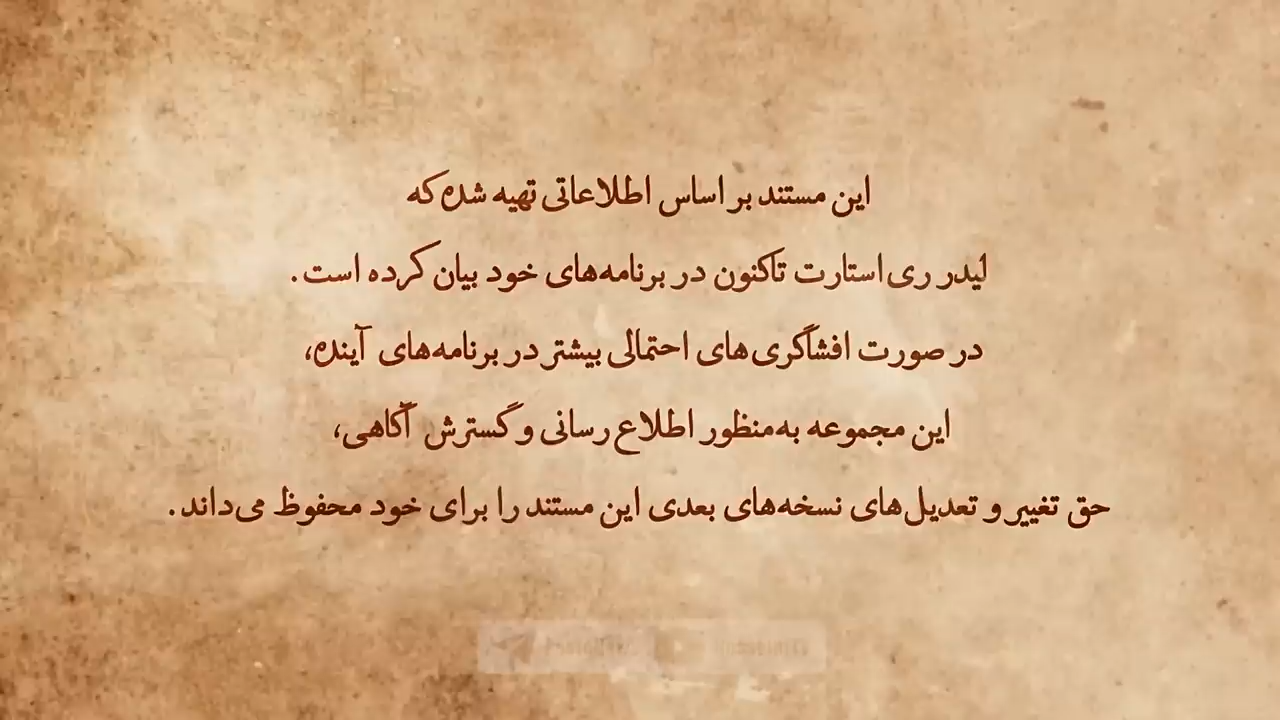 این مستند بر اساس اطلاعاتی تهیه شده که
لیدر ری‌استارت تاکنون در برنامه‌های خود بیان کرده است.
در صورت افشاگری‌های احتمالی بیشتر در برنامه‌های آینده،
این مجموعه به‌منظور اطلاع رسانی و گسترش آگاهی،
حق تغییر و تعدیل‌های نسخه‌های بعدی این مستند را برای خود محفوظ می‌داند.